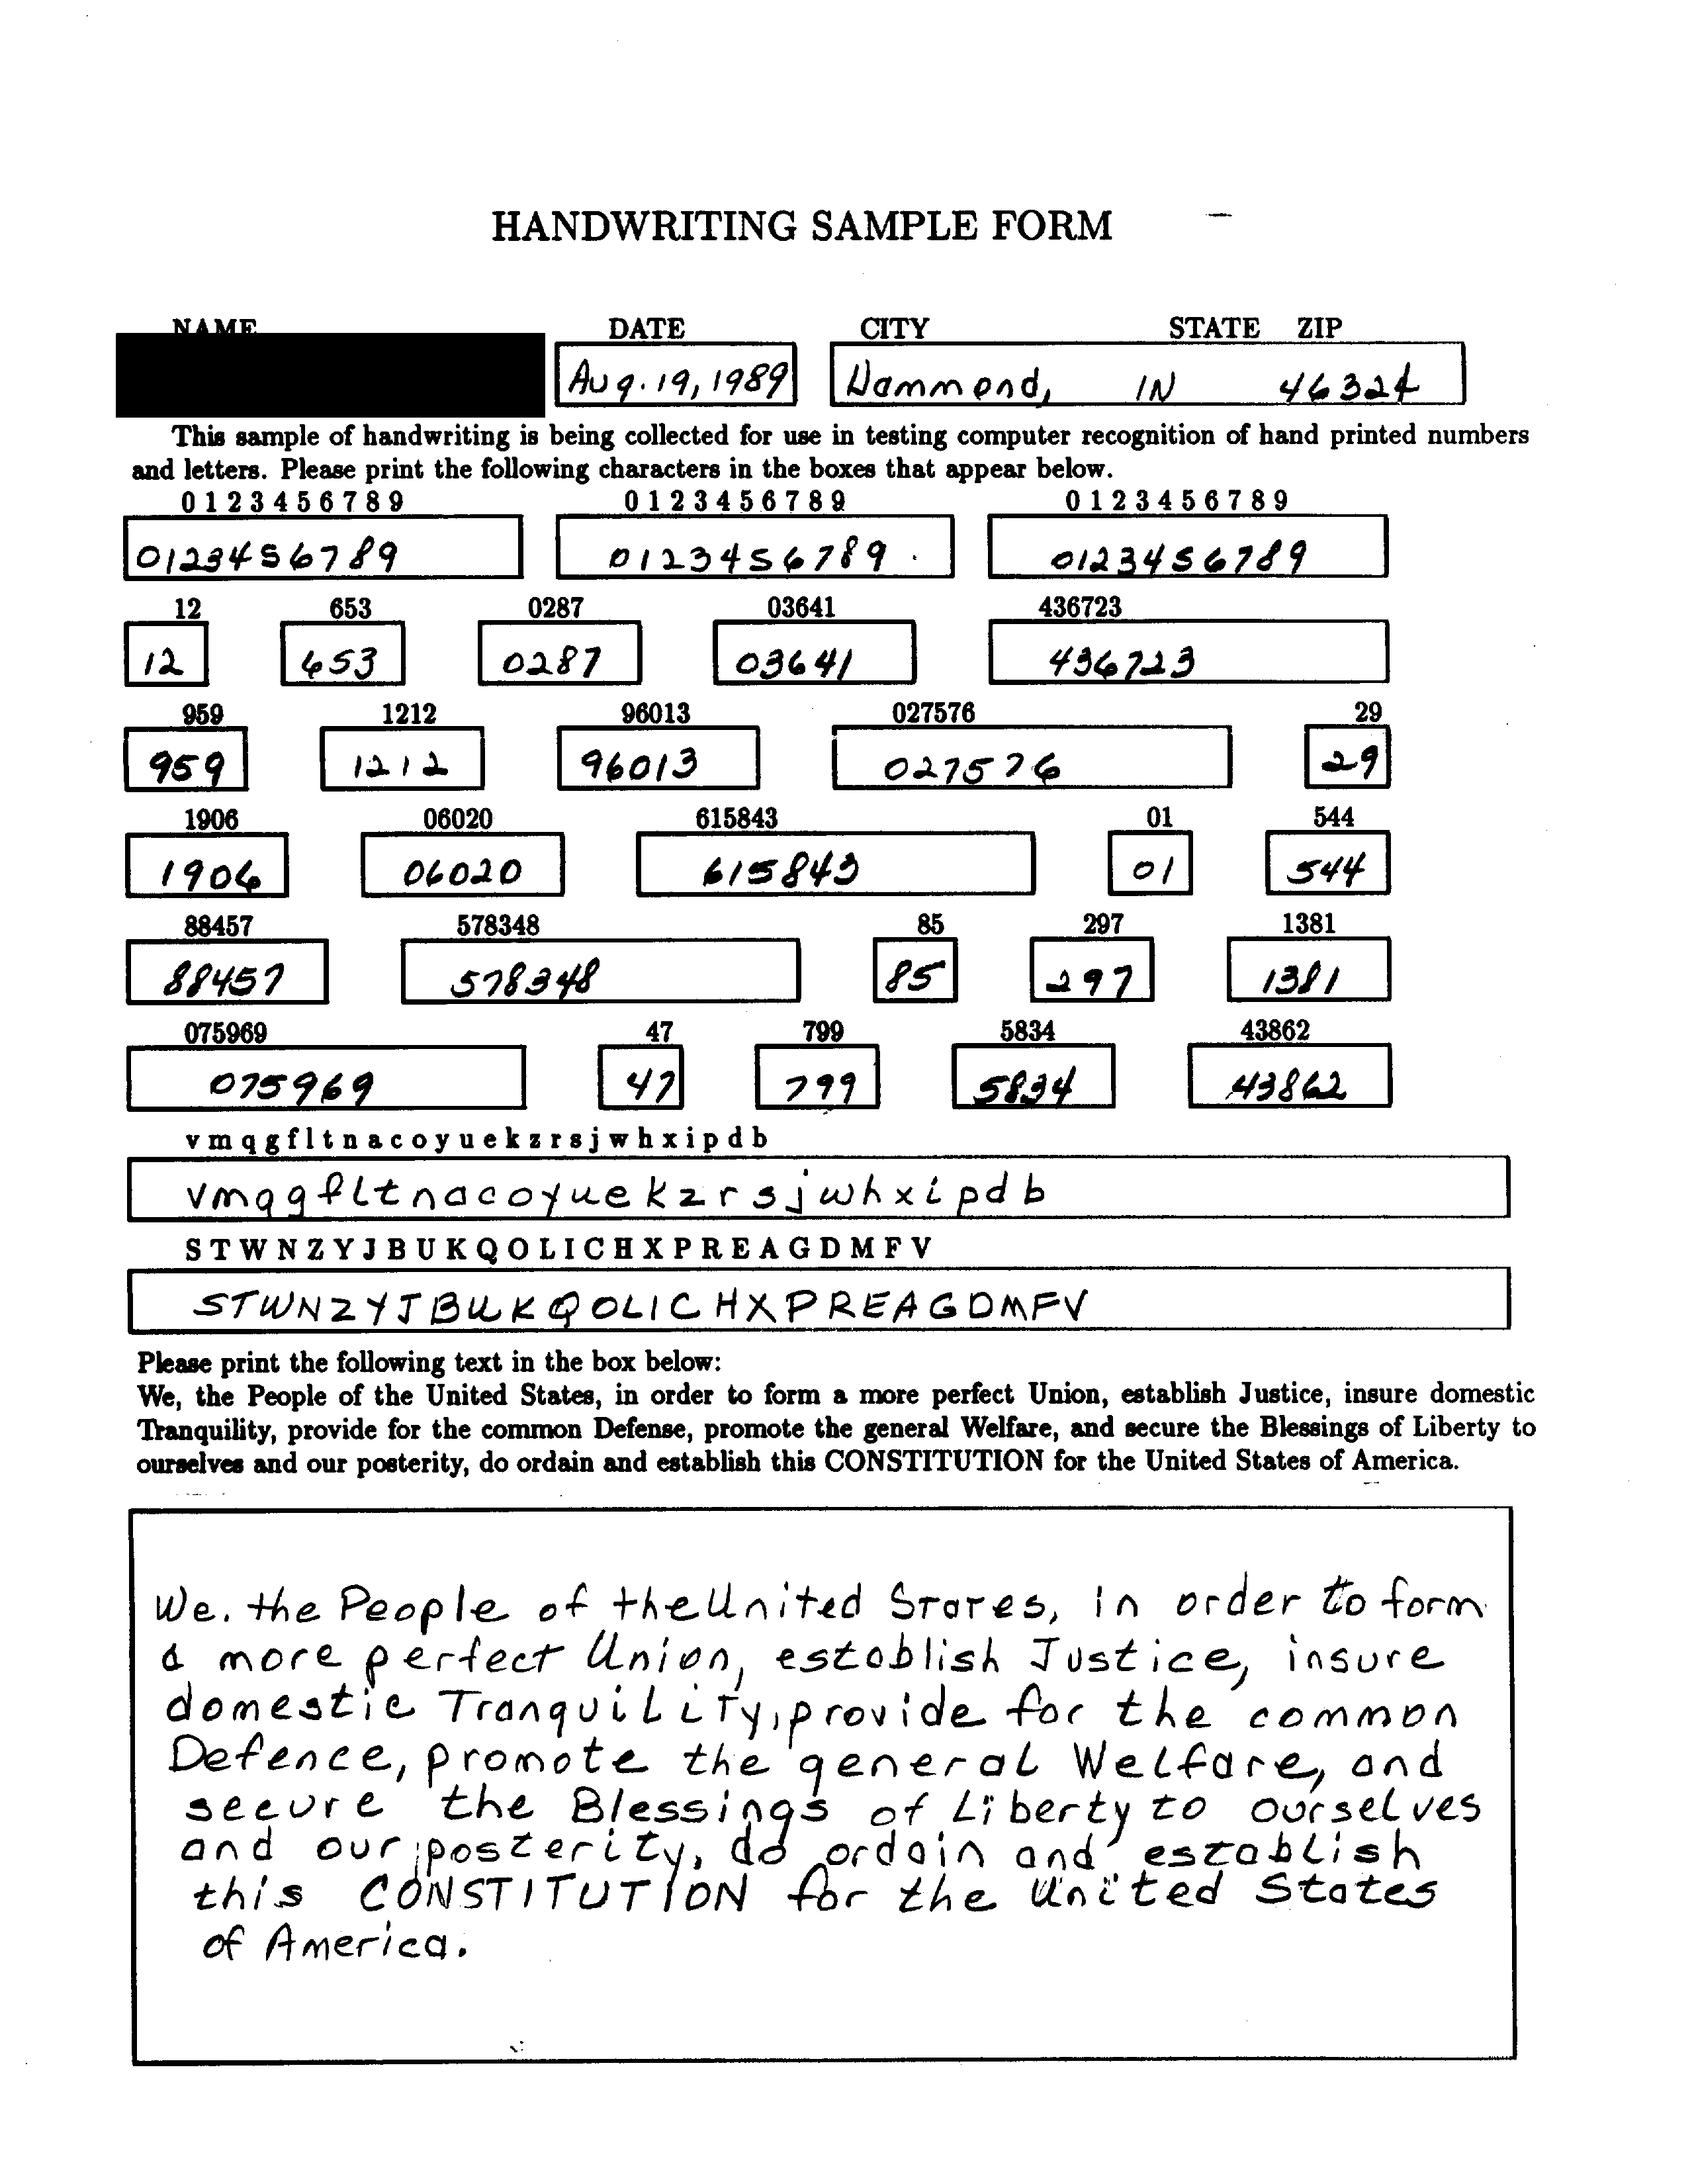 HANDWRITING SAMPLE FORM
NAME DATE CITY STATE ZIP
Aug. 19, 1989 Hammond, IN 46324
This sample of handwriting is being collected for use in testing computer recognition of hand printed numbers
and letters. Please print the following characters in the boxes that appear below.
0 1 2 3 4 5 6 7 8 9 0 1 2 3 4 5 6 7 8 9 0 1 2 3 4 5 6 7 8 9
0123456789 0123456789 0123456789
12 653 0287 03641 436723
12 653 0287 03641 436723
959 1212 96013 027576 29
959 1212 96013 027576 29
1906 06020 615843 01 544
1906 06020 615843 01 544
88457 578348 85 297 1381
88457 578348 85 297 1381
075969 47 799 5834 43862
075969 47 799 5834 43862
v m q g f l t n a c o y u e k z r s j w h x i p d b
vmqgfltnacoyuekzrsjwhxipdb
S T W N Z Y J B U K Q O L I C H X P R E A G D M F V
STWNZYJBUKQOLICHXPREAGDMFV
Please print the following text in the box below:
We, the People of the United States, in order to form a more perfect Union, establish Justice, insure domestic
Tranquility, provide for the common Defense, promote the general Welfare, and secure the Blessings of Liberty to
ourselves and our posterity, do ordain and establish this CONSTITUTION for the United States of America.
We. the People of the United States, in order to form
a more perfect Union, establish Justice, insure
domestic Tranquility, provide for the common
Defence, promote the general Welfare, and
secure the Blessings of Liberty to ourselves
and our posterity, do ordain and establish
this CONSTITUTION for the United States
of America.